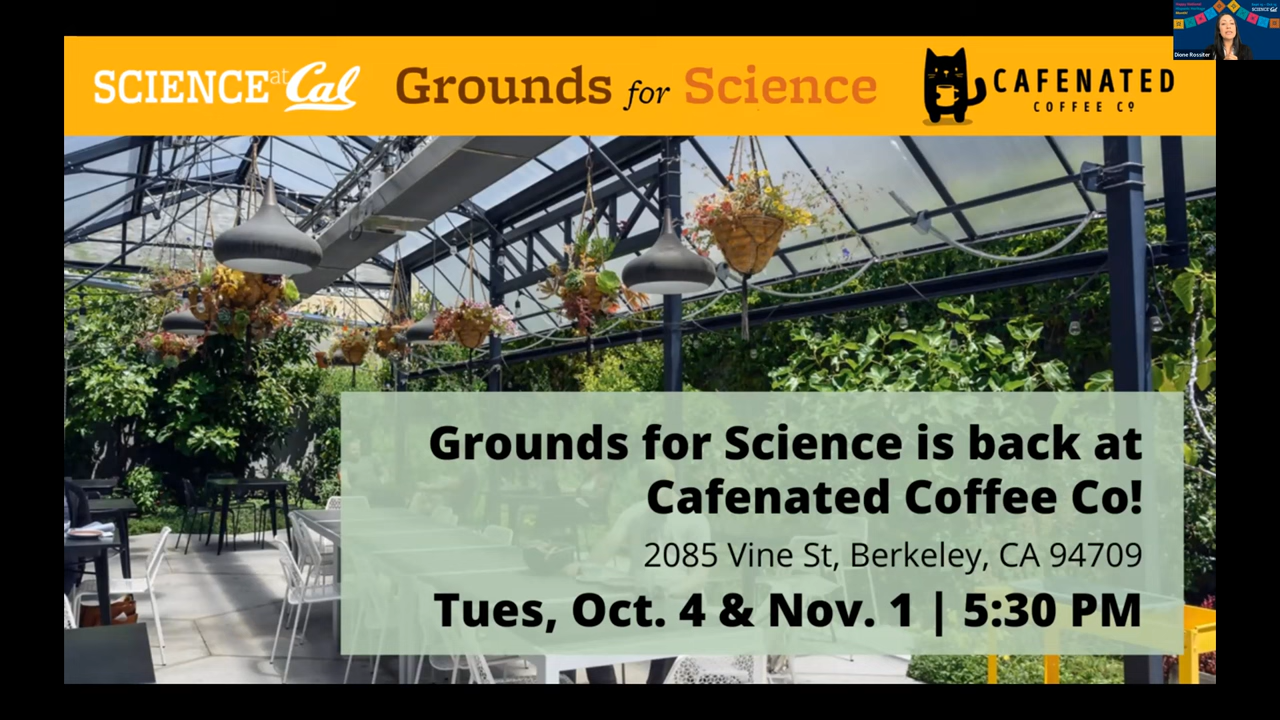 SCIENCE at Cal
Grounds for Science
CAFENATED
COFFEE CO
Grounds for Science is back at
Cafenated Coffee Co!
2085 Vine St, Berkeley, CA 94709
Tues, Oct. 4 & Nov. 1 | 5:30 PM
Dione Rossiter